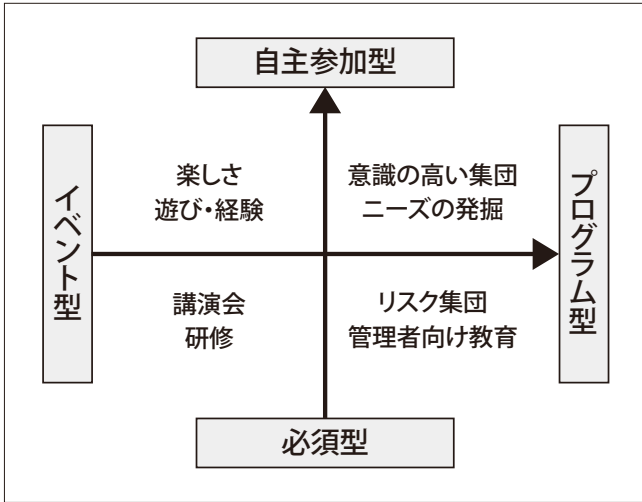 自主参加型
イベント型
楽しさ
遊び・経験
意識の高い集団
ニーズの発掘
プログラム型
講演会
研修
リスク集団
管理者向け教育
必須型